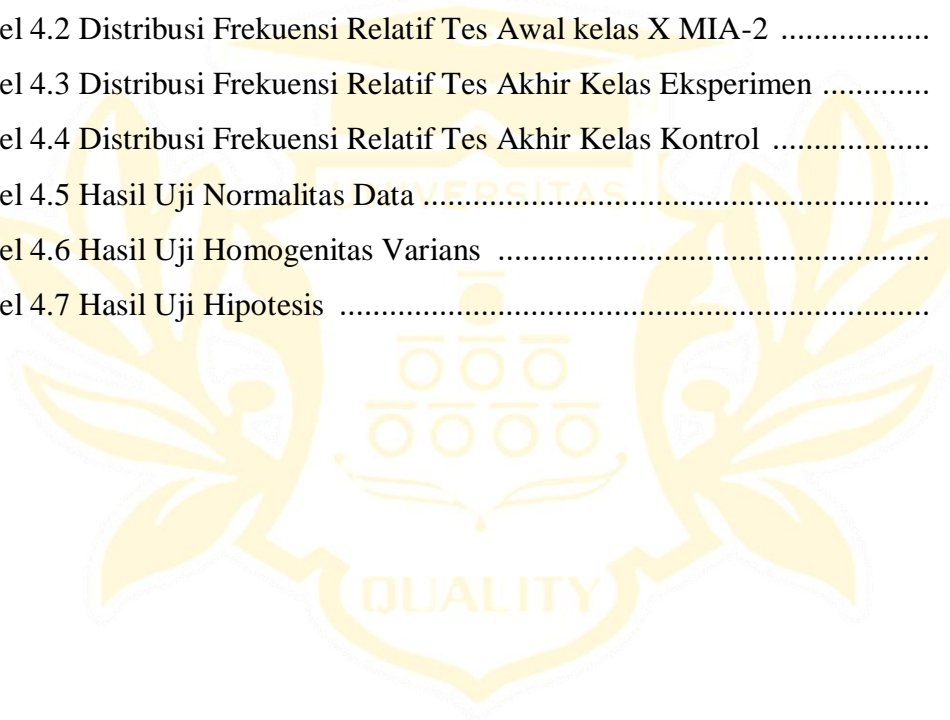 el 4.2 Distribusi Frekuensi Relatif Tes Awal kelas X MIA-2 ..................
el 4.3 Distribusi Frekuensi Relatif Tes Akhir Kelas Eksperimen .............
el 4.4 Distribusi Frekuensi Relatif Tes Akhir Kelas Kontrol ...................
UNIVERSITAS
el 4.5 Hasil Uji Normalitas Data .............................................................
el 4.6 Hasil Uji Homogenitas Varians ....................................................
el 4.7 Hasil Uji Hipotesis .......................................................................
QUALITY